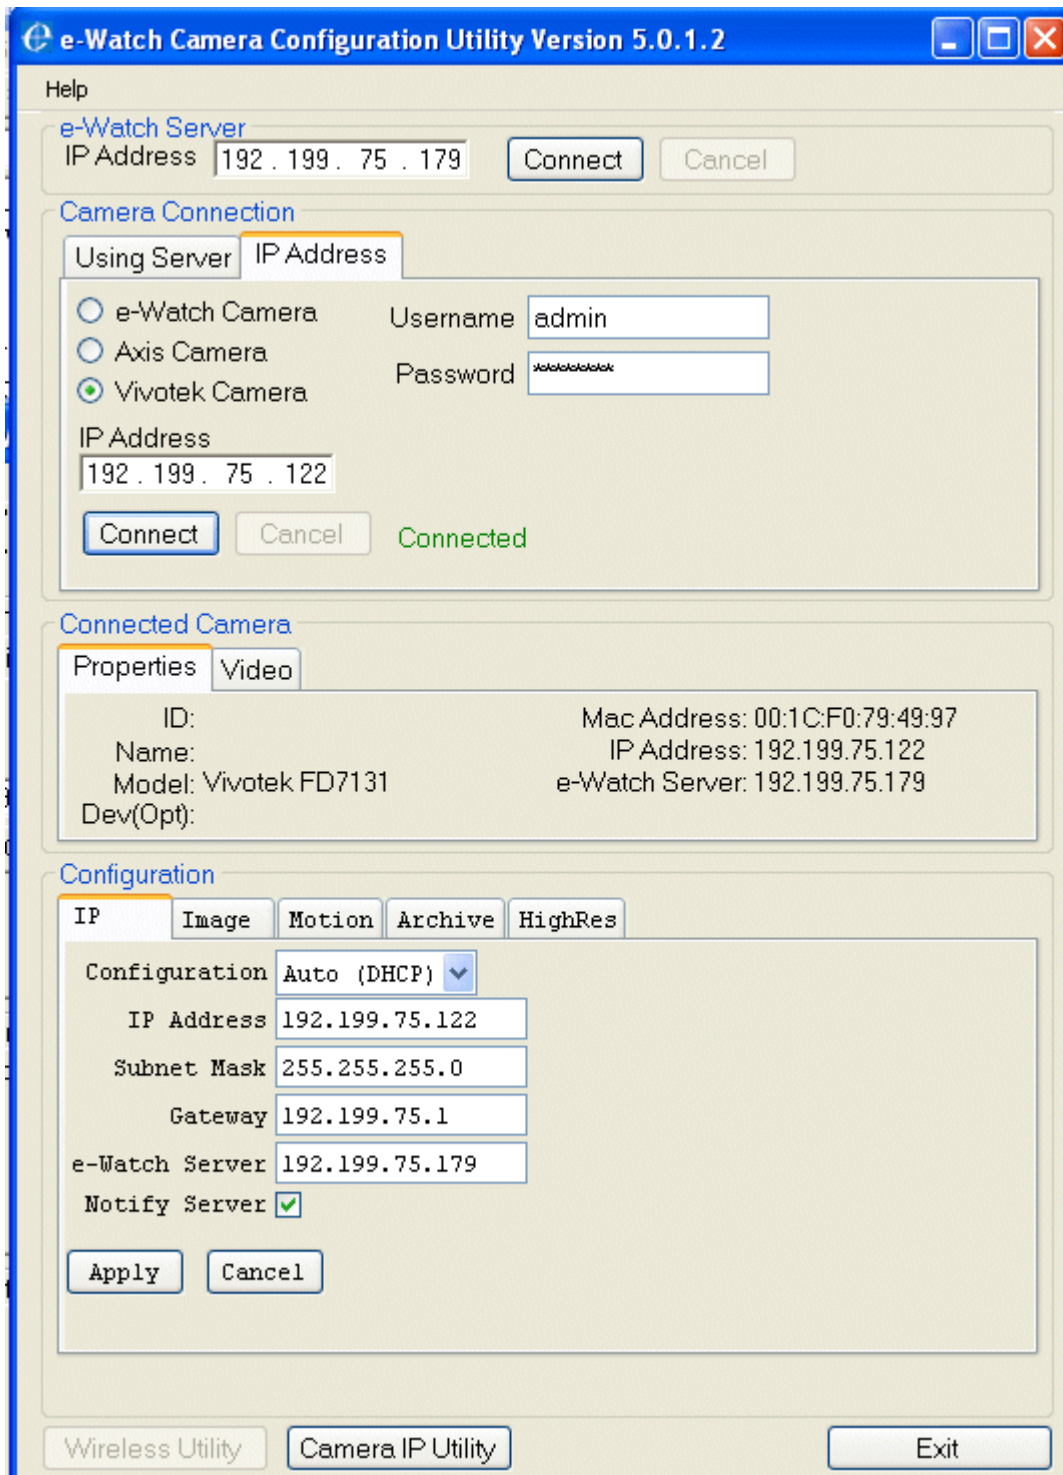 e-Watch Camera Configuration Utility Version 5.0.1.2
Help
e-Watch Server
IP Address 192 . 199 . 75 . 179 Connect Cancel
Camera Connection
Using Server IP Address
e-Watch Camera Username admin
Axis Camera
Password *********
Vivotek Camera
IP Address
192 . 199 . 75 . 122
Connect Cancel Connected
Connected Camera
Properties Video
ID: Mac Address: 00:1C:F0:79:49:97
Name: IP Address: 192.199.75.122
Model: Vivotek FD7131 e-Watch Server: 192.199.75.179
Dev(Opt):
Configuration
IP Image Motion Archive HighRes
Configuration Auto (DHCP)
IP Address 192.199.75.122
Subnet Mask 255.255.255.0
Gateway 192.199.75.1
e-Watch Server 192.199.75.179
Notify Server
Apply Cancel
Wireless Utility Camera IP Utility Exit